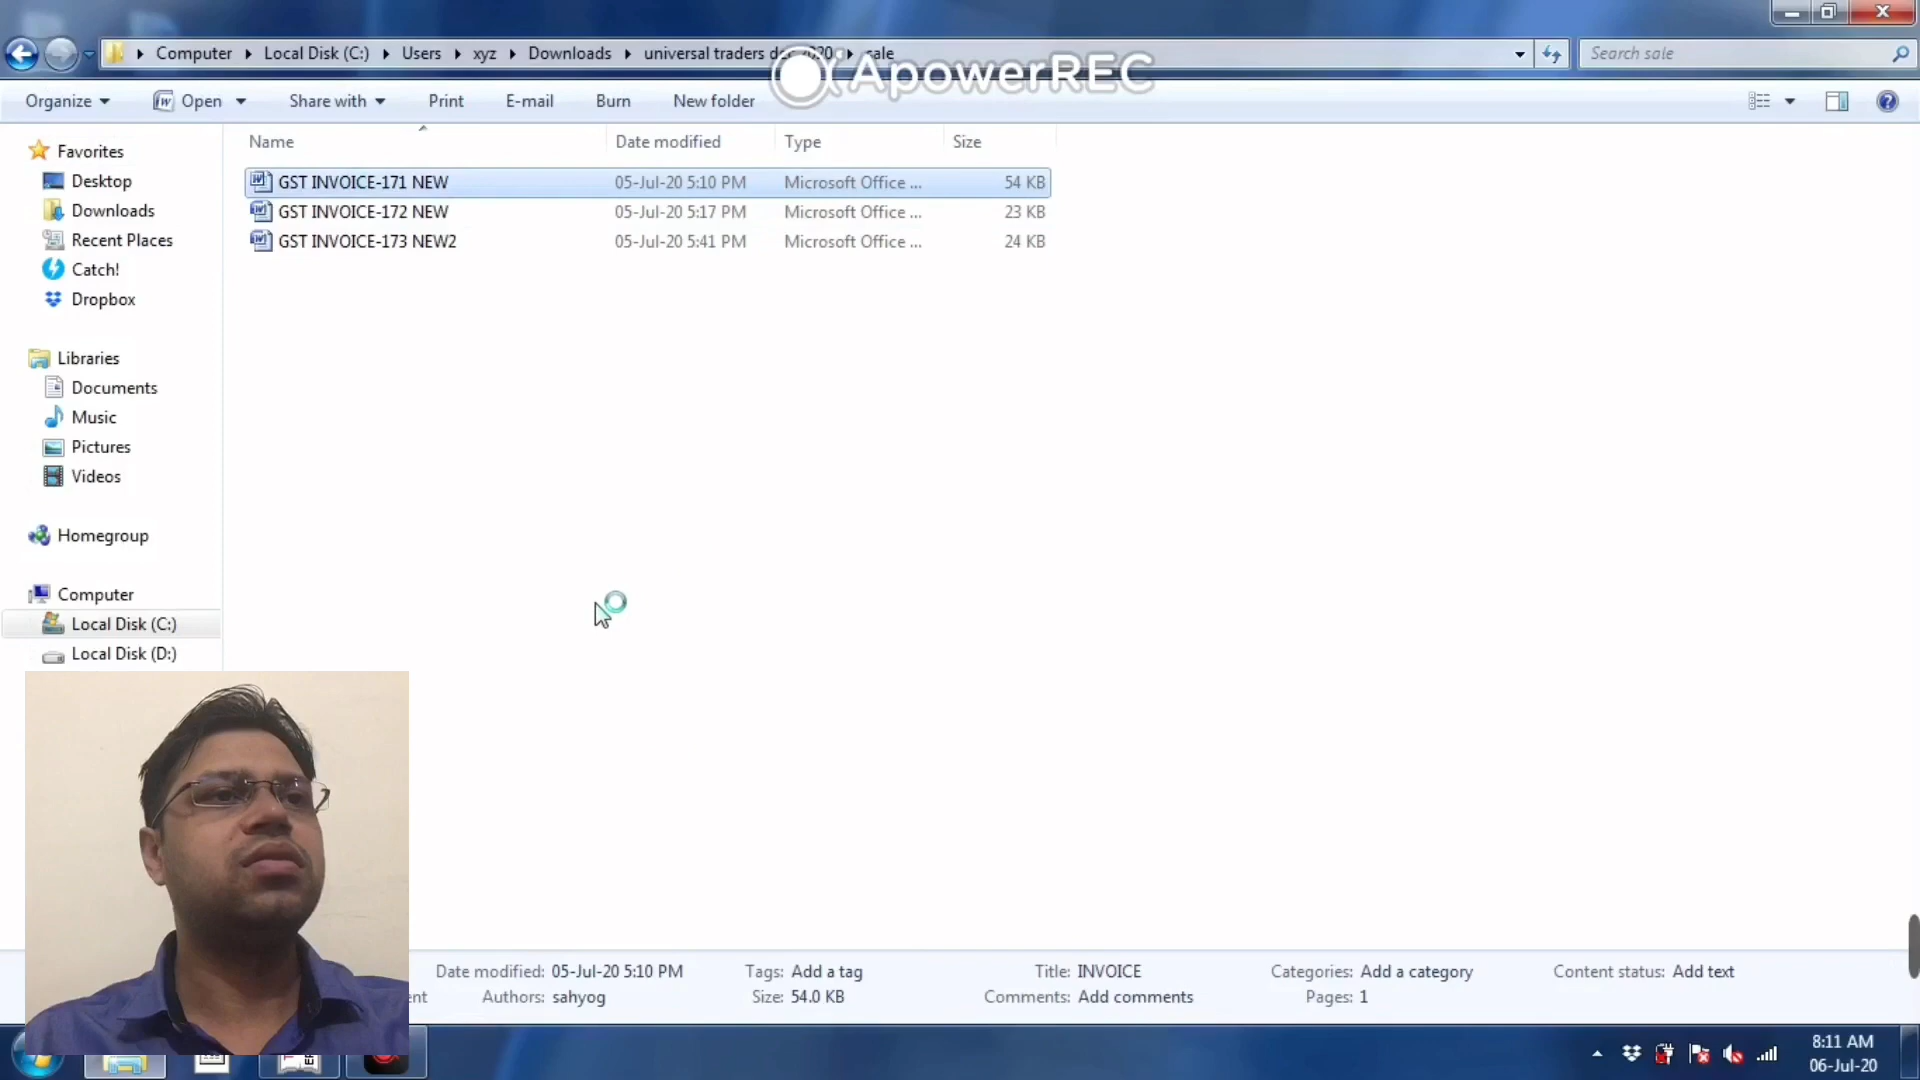 Computer Local Disk (C:) Users xyz Downloads universal traders dec 2020 sale
Search sale
ApowerREC
Organize Open Share with Print E-mail Burn New folder
Name Date modified Type Size
GST INVOICE-171 NEW 05-Jul-20 5:10 PM Microsoft Office ... 54 KB
GST INVOICE-172 NEW 05-Jul-20 5:17 PM Microsoft Office ... 23 KB
GST INVOICE-173 NEW2 05-Jul-20 5:41 PM Microsoft Office ... 24 KB
Favorites
Desktop
Downloads
Recent Places
Catch!
Dropbox
Libraries
Documents
Music
Pictures
Videos
Homegroup
Computer
Local Disk (C:)
Local Disk (D:)
Date modified: 05-Jul-20 5:10 PM Tags: Add a tag Title: INVOICE Categories: Add a category Content status: Add text
Authors: sahyog Size: 54.0 KB Comments: Add comments Pages: 1
8:11 AM
06-Jul-20